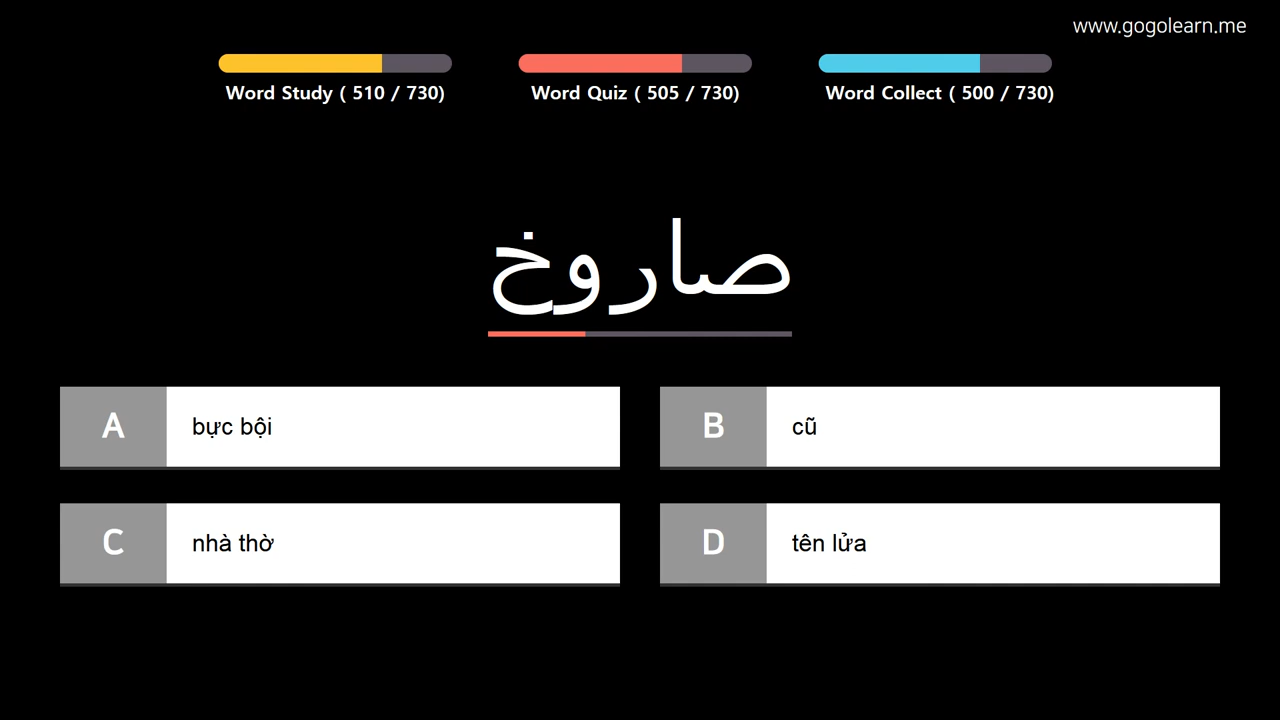 www.gogolearn.me
Word Study ( 510 / 730)
Word Quiz ( 505 / 730)
Word Collect ( 500 / 730)
صاروخ
A bực bội
B cũ
C nhà thờ
D tên lửa